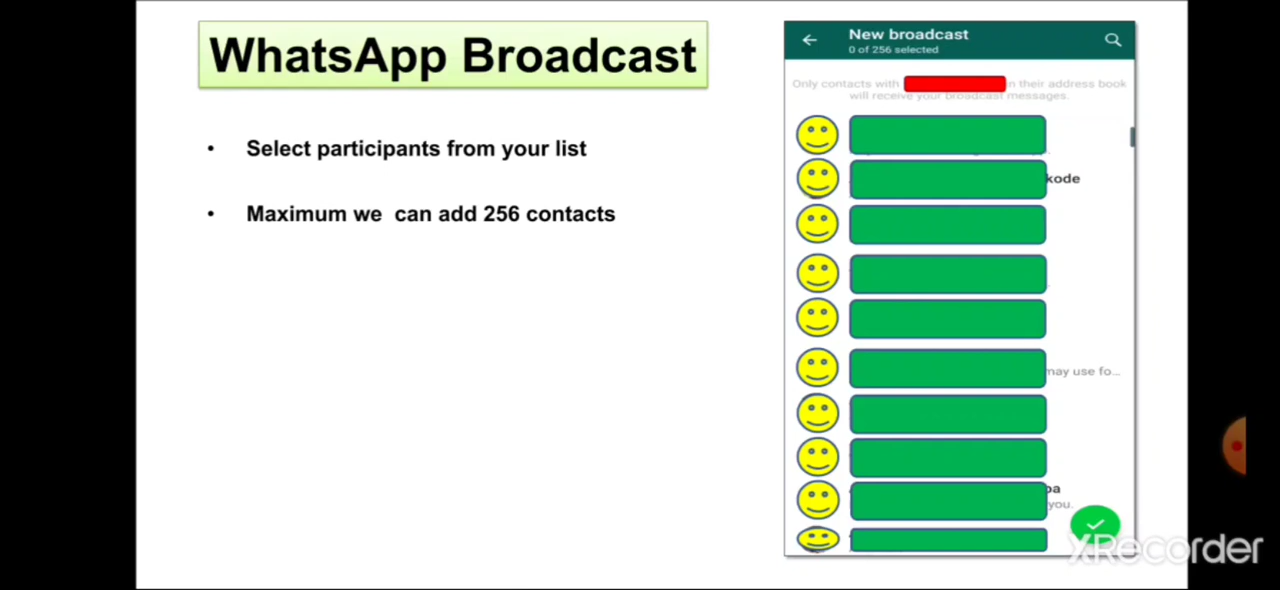 WhatsApp Broadcast
• Select participants from your list
• Maximum we can add 256 contacts
New broadcast
0 of 256 selected
Only contacts with in their address book
will receive your broadcast messages.
kode
may use fo...
pa
you.
XRecorder